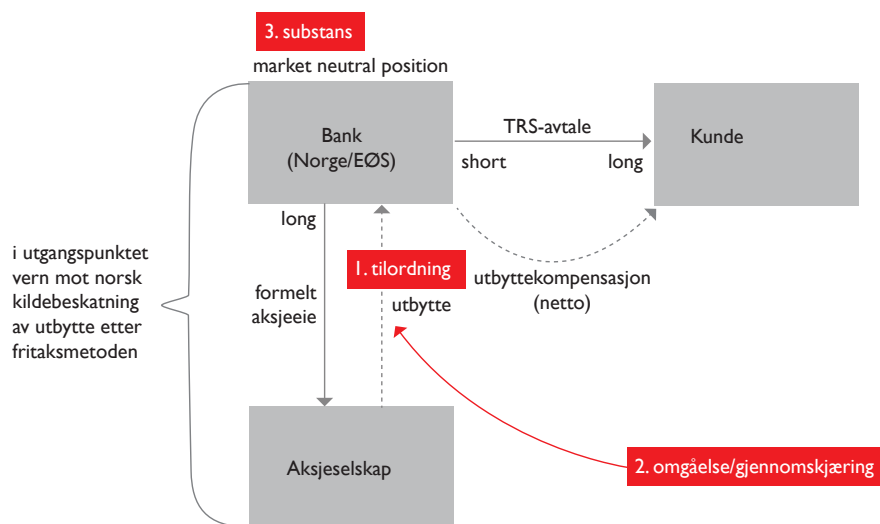 3. substans
market neutral position
Bank
(Norge/EØS)
TRS-avtale
short
long
Kunde
long
i utgangspunktet
vern mot norsk
kildebeskatning
av utbytte etter
fritaksmetoden
1. tilordning
formelt
aksjeeie
utbytte
utbyttekompensasjon
(netto)
Aksjeselskap
2. omgåelse/gjennomskjæring